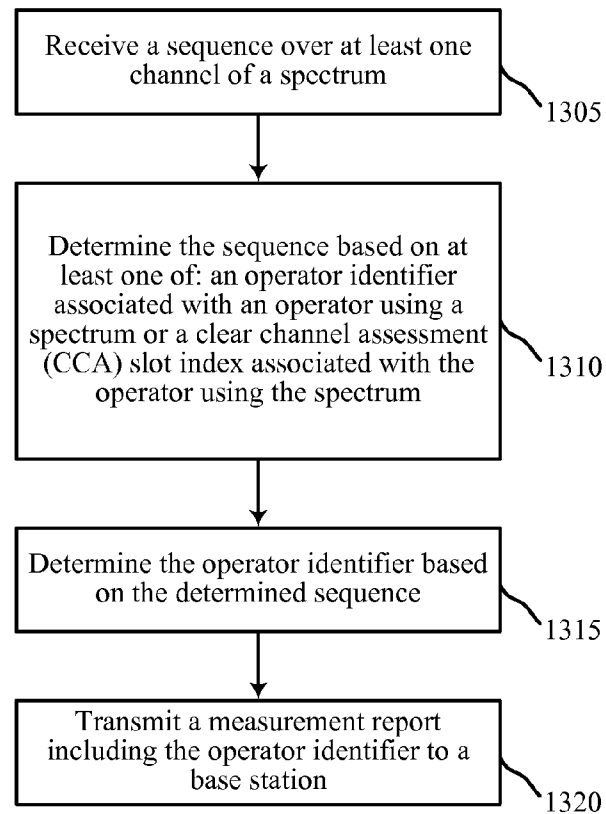 Receive a sequence over at least one
channel of a spectrum
1305
Determine the sequence based on at
least one of: an operator identifier
associated with an operator using a
spectrum or a clear channel assessment
(CCA) slot index associated with the
operator using the spectrum
1310
Determine the operator identifier based
on the determined sequence
1315
Transmit a measurement report
including the operator identifier to a
base station
1320